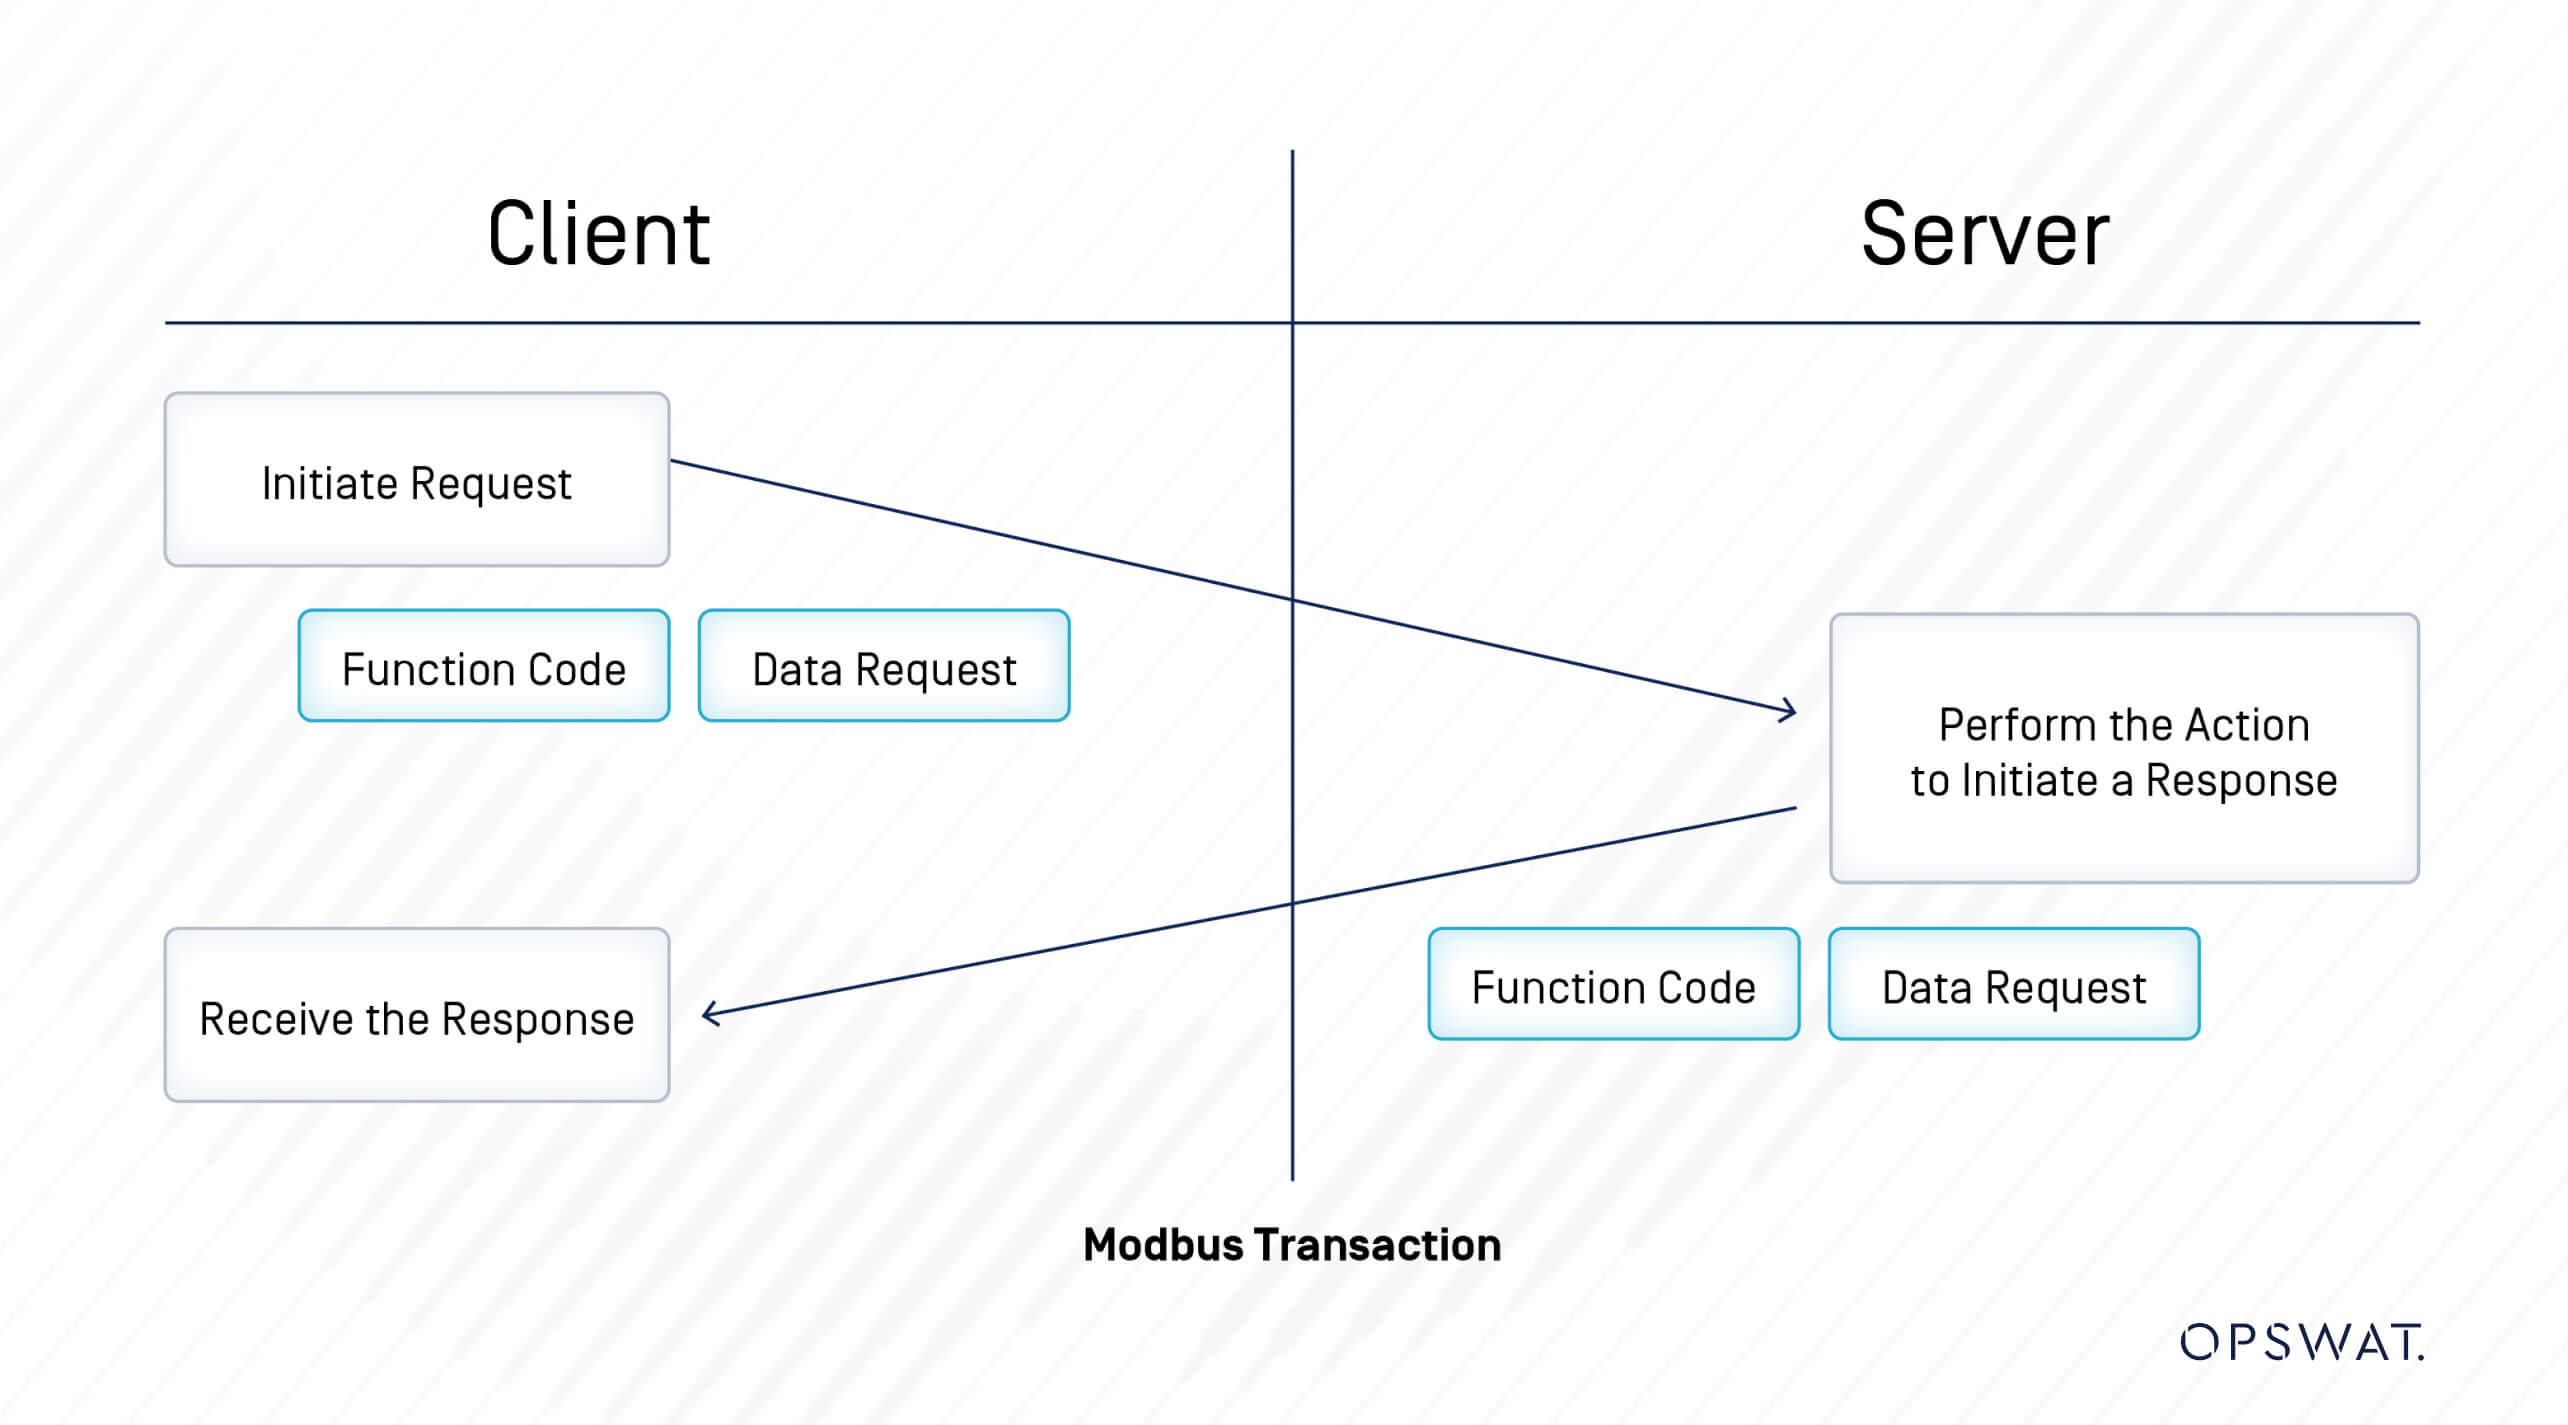 Client
Server
Initiate Request
Function Code
Data Request
Perform the Action
to Initiate a Response
Receive the Response
Function Code
Data Request
Modbus Transaction
OPSWAT.